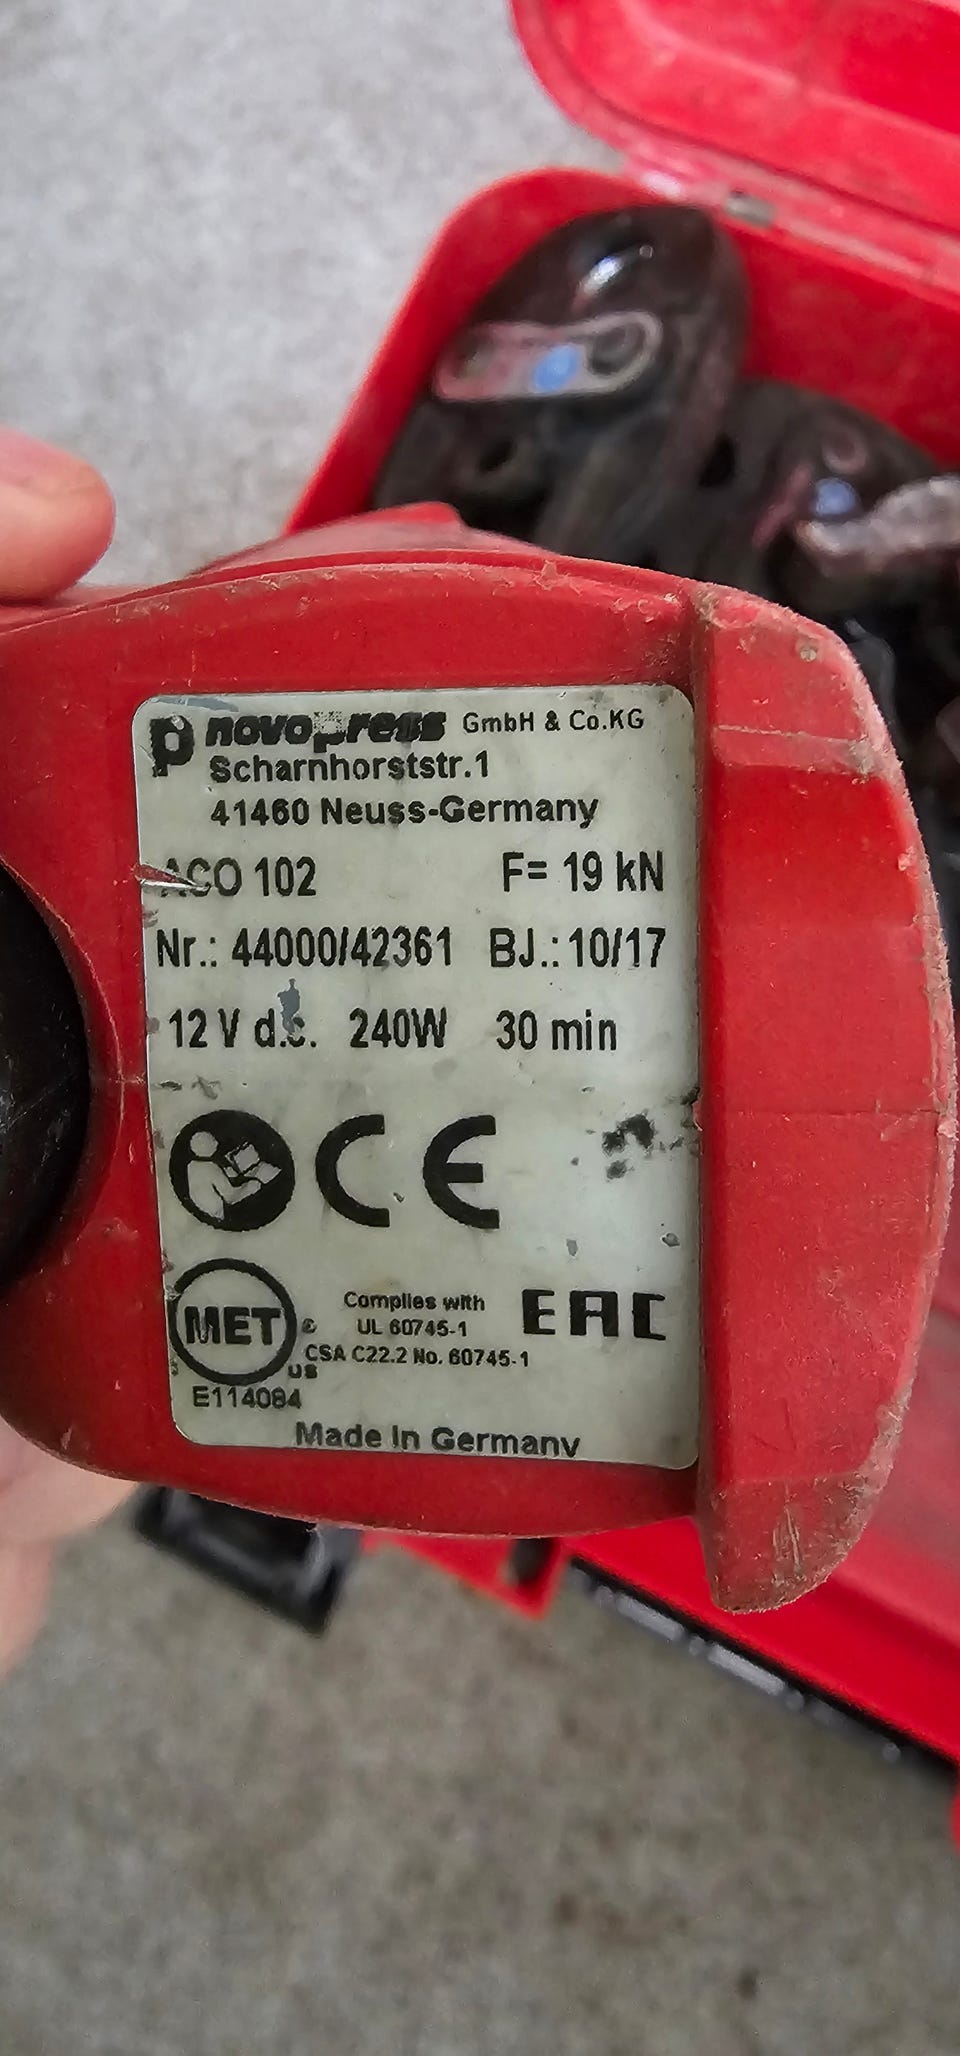 novopress GmbH & Co.KG
Scharnhorststr.1
41460 Neuss-Germany
ACO 102 F= 19 kN
Nr.: 44000/42361 BJ.: 10/17
12 V d.c. 240W 30 min
CE
MET c us
Complies with
UL 60745-1
CSA C22.2 No. 60745-1
EAC
E114084
Made in Germany